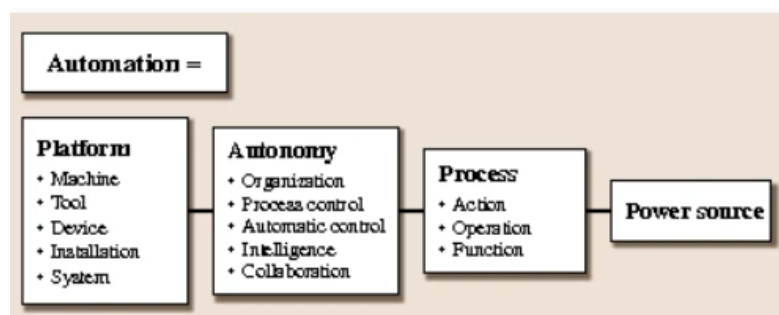 Automation =
Platform
• Machine
• Tool
• Device
• Installation
• System
Autonomy
• Organization
• Process control
• Automatic control
• Intelligence
• Collaboration
Process
• Action
• Operation
• Function
Power source